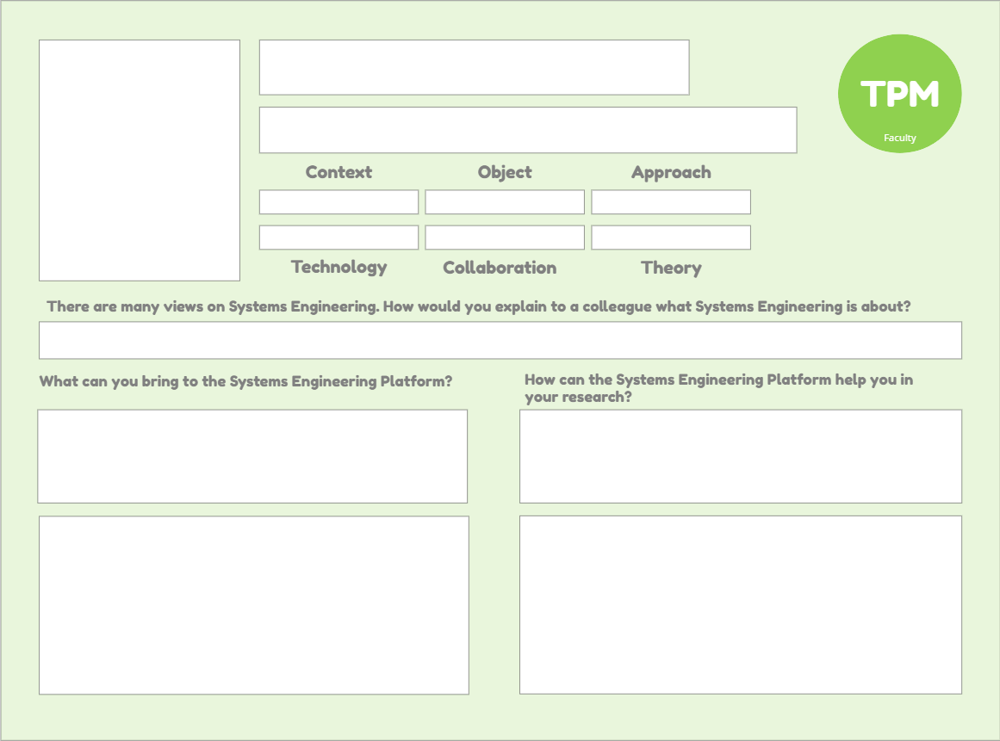 TPM
Faculty
Context
Object
Approach
Technology
Collaboration
Theory
There are many views on Systems Engineering. How would you explain to a colleague what Systems Engineering is about?
What can you bring to the Systems Engineering Platform?
How can the Systems Engineering Platform help you in
your research?